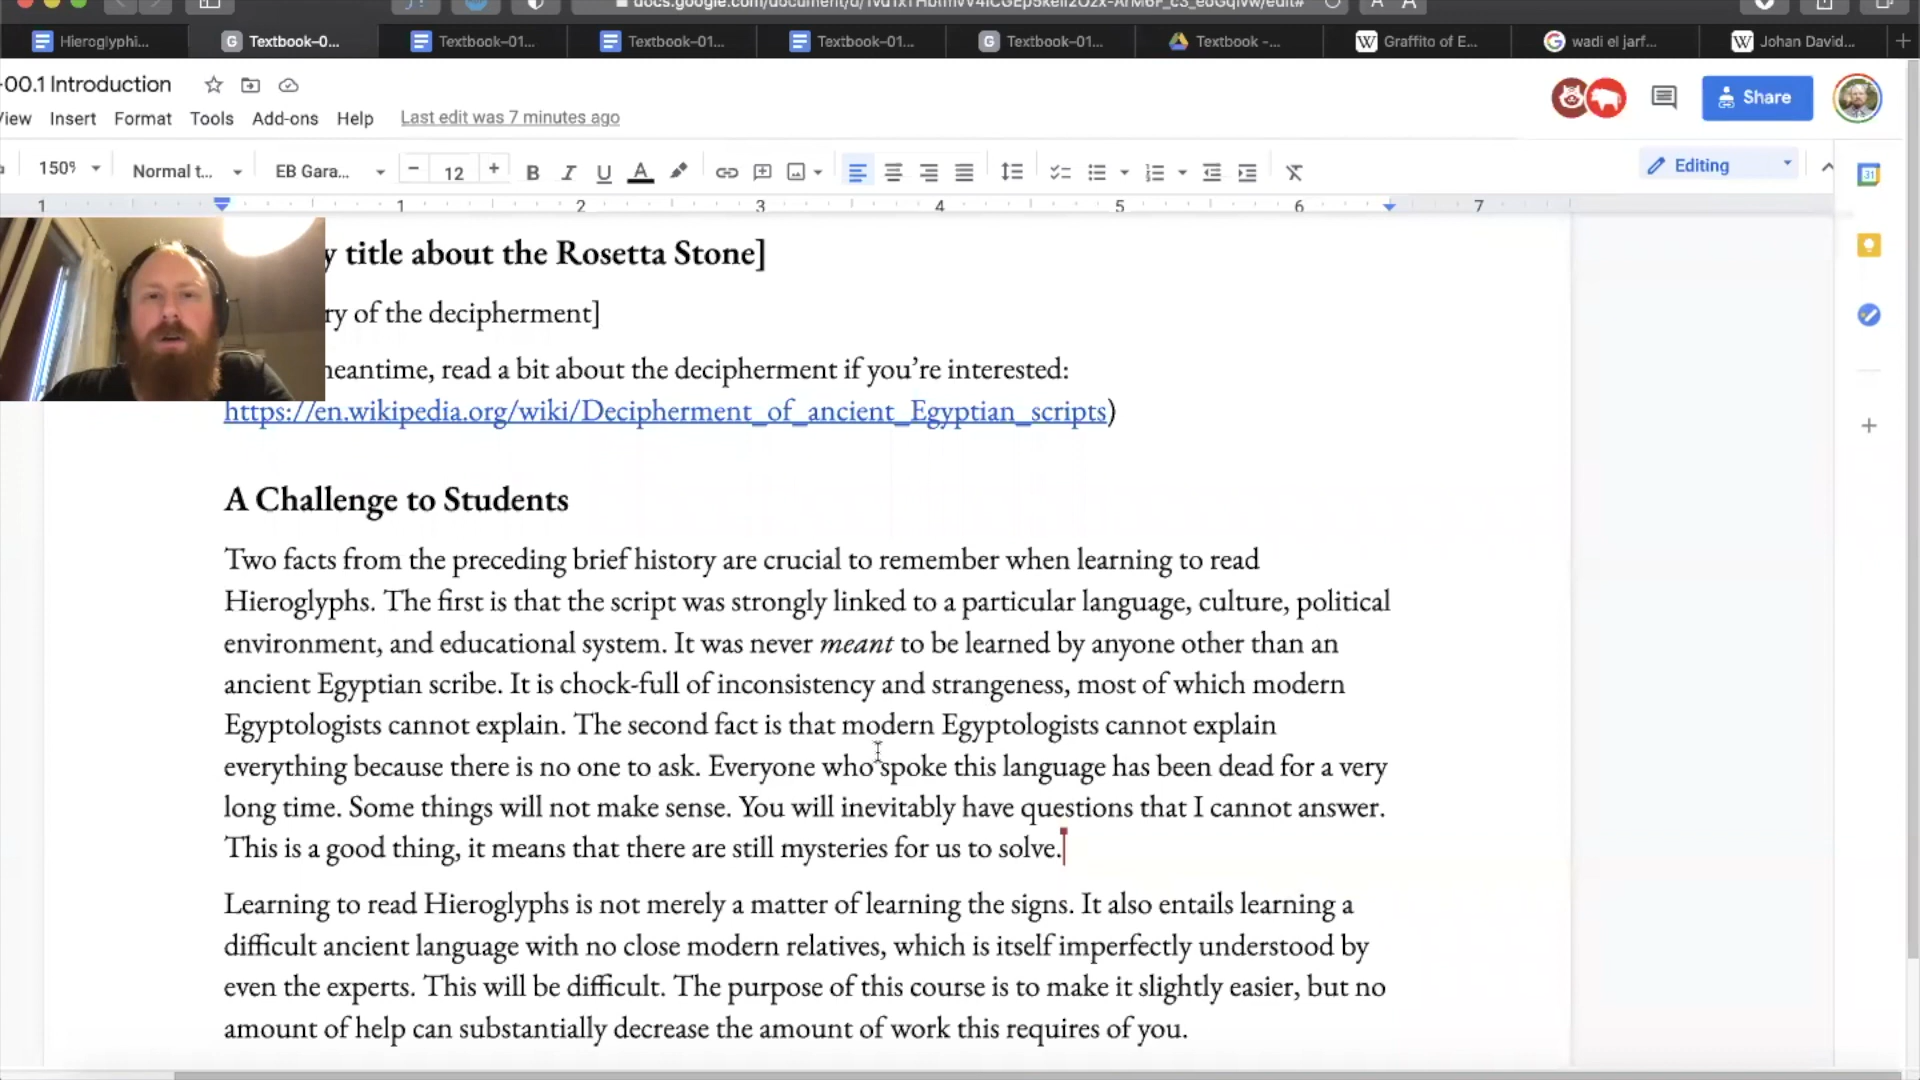 Hieroglyphi...
Textbook–0...
Textbook–01...
Textbook–01...
Textbook–01...
Textbook–01...
Textbook -...
Graffito of E...
wadi el jarf...
Johan David...
-00.1 Introduction
Share
Insert Format Tools Add-ons Help Last edit was 7 minutes ago
Normal t... EB Gara... 12 Editing
1 1 2 3 4 5 6 7
y title about the Rosetta Stone]
ry of the decipherment]
meantime, read a bit about the decipherment if you’re interested:
https://en.wikipedia.org/wiki/Decipherment_of_ancient_Egyptian_scripts)
A Challenge to Students
Two facts from the preceding brief history are crucial to remember when learning to read
Hieroglyphs. The first is that the script was strongly linked to a particular language, culture, political
environment, and educational system. It was never meant to be learned by anyone other than an
ancient Egyptian scribe. It is chock-full of inconsistency and strangeness, most of which modern
Egyptologists cannot explain. The second fact is that modern Egyptologists cannot explain
everything because there is no one to ask. Everyone who spoke this language has been dead for a very
long time. Some things will not make sense. You will inevitably have questions that I cannot answer.
This is a good thing, it means that there are still mysteries for us to solve.
Learning to read Hieroglyphs is not merely a matter of learning the signs. It also entails learning a
difficult ancient language with no close modern relatives, which is itself imperfectly understood by
even the experts. This will be difficult. The purpose of this course is to make it slightly easier, but no
amount of help can substantially decrease the amount of work this requires of you.